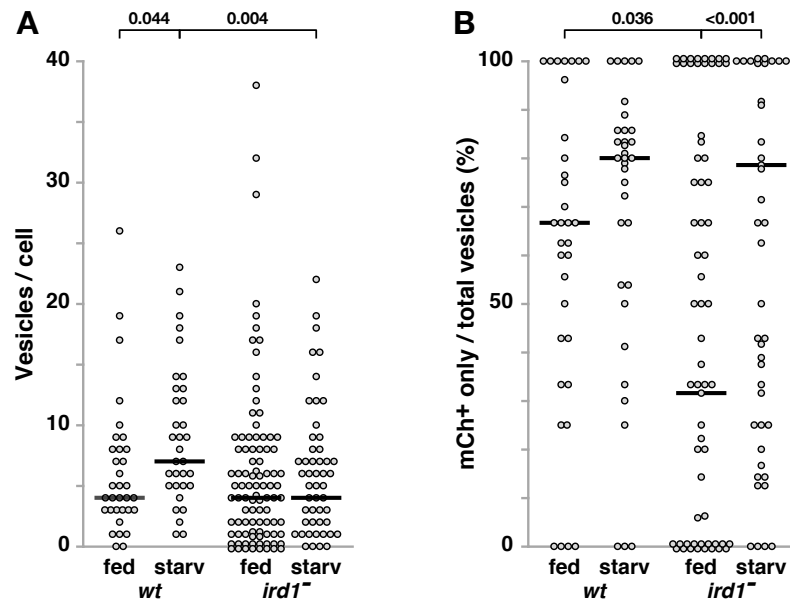 A
0.044
0.004
40
30
20
10
0
Vesicles / cell
fed
starv
fed
starv
wt
ird1⁻
B
0.036
<0.001
100
50
0
mCh+ only / total vesicles (%)
fed
starv
fed
starv
wt
ird1⁻